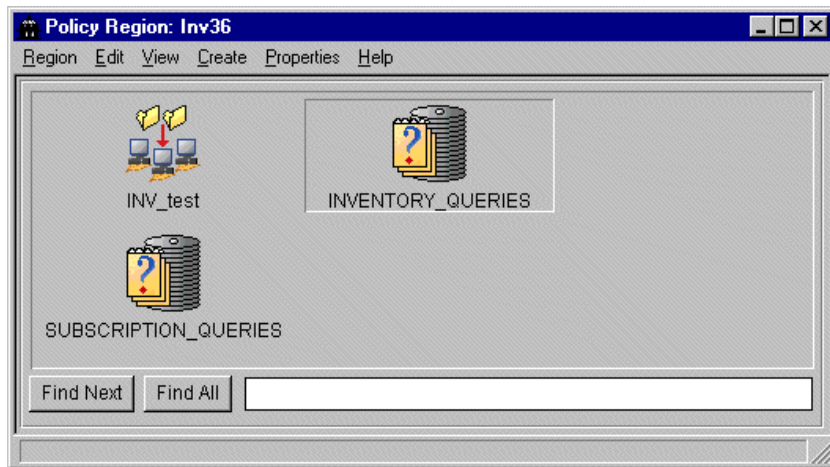 Policy Region: Inv36
Region Edit View Create Properties Help
INV_test INVENTORY_QUERIES
? ?
SUBSCRIPTION_QUERIES
Find Next Find All